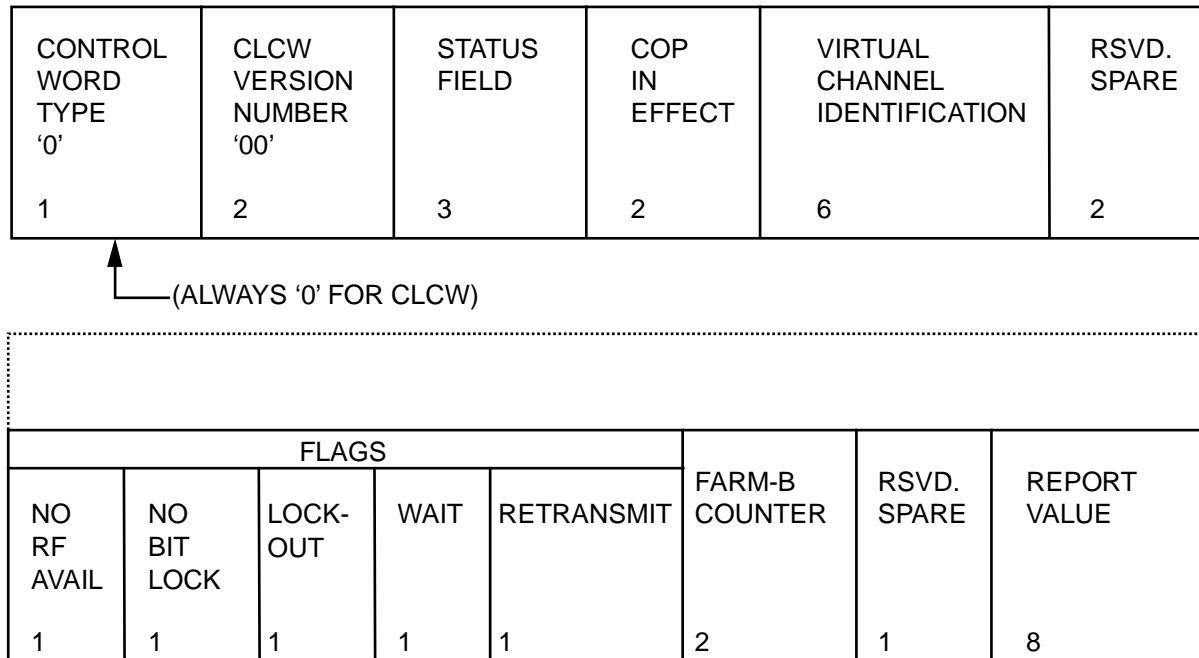 CONTROL
WORD
TYPE
‘0’
1
CLCW
VERSION
NUMBER
‘00’
2
STATUS
FIELD
3
COP
IN
EFFECT
2
VIRTUAL
CHANNEL
IDENTIFICATION
6
RSVD.
SPARE
2
(ALWAYS ‘0’ FOR CLCW)
FLAGS
NO
RF
AVAIL
1
NO
BIT
LOCK
1
LOCK-
OUT
1
WAIT
1
RETRANSMIT
1
FARM-B
COUNTER
2
RSVD.
SPARE
1
REPORT
VALUE
8